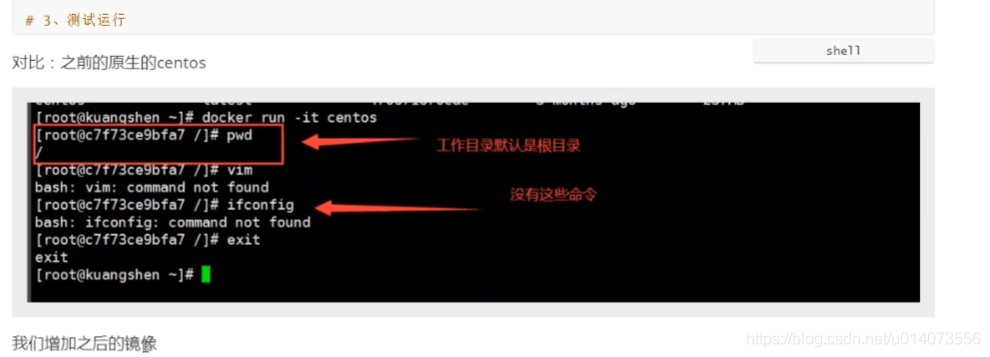 # 3、测试运行
对比：之前的原生的centos
shell
[root@kuangshen ~]# docker run -it centos
[root@c7f73ce9bfa7 /]# pwd
/
工作目录默认是根目录
[root@c7f73ce9bfa7 /]# vim
bash: vim: command not found
没有这些命令
[root@c7f73ce9bfa7 /]# ifconfig
bash: ifconfig: command not found
[root@c7f73ce9bfa7 /]# exit
exit
[root@kuangshen ~]#
我们增加之后的镜像
https://blog.csdn.net/u014073556